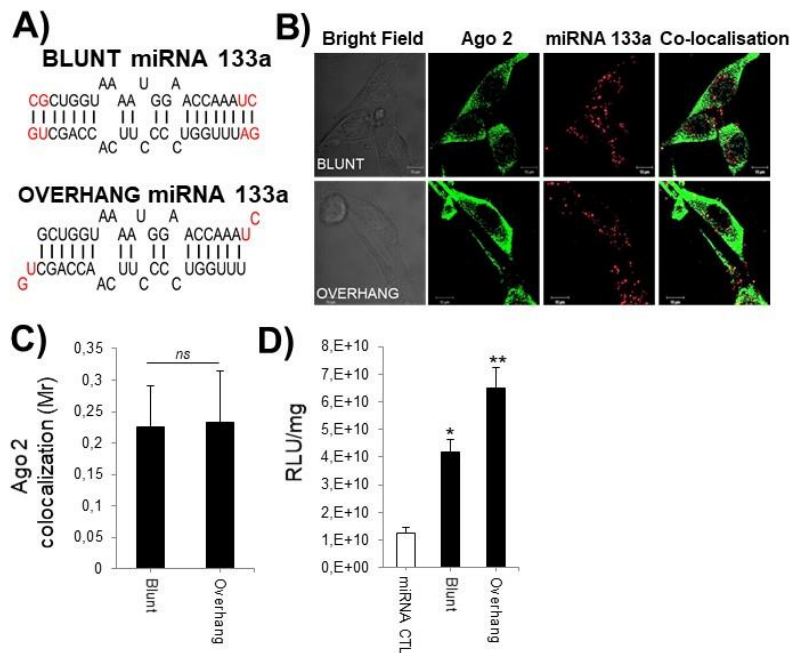 A)
BLUNT miRNA 133a
AA U A
CGCUGGU AA GG ACCAAAUC
GUCGACC UU CC UGGUUUAG
AC C C
OVERHANG miRNA 133a
AA U A C
GCUGGU AA GG ACCAAAU
UCGACCA UU CC UGGUUU
G AC C C
B)
Bright Field Ago 2 miRNA 133a Co-localisation
BLUNT
OVERHANG
C)
Ago 2
colocalization (Mr)
0,35
0,3
0,25
0,2
0,15
0,1
0,05
0
ns
Blunt
Overhang
D)
RLU/mg
8,E+10
7,E+10
6,E+10
5,E+10
4,E+10
3,E+10
2,E+10
1,E+10
0,E+00
*
**
miRNA CTL
Blunt
Overhang